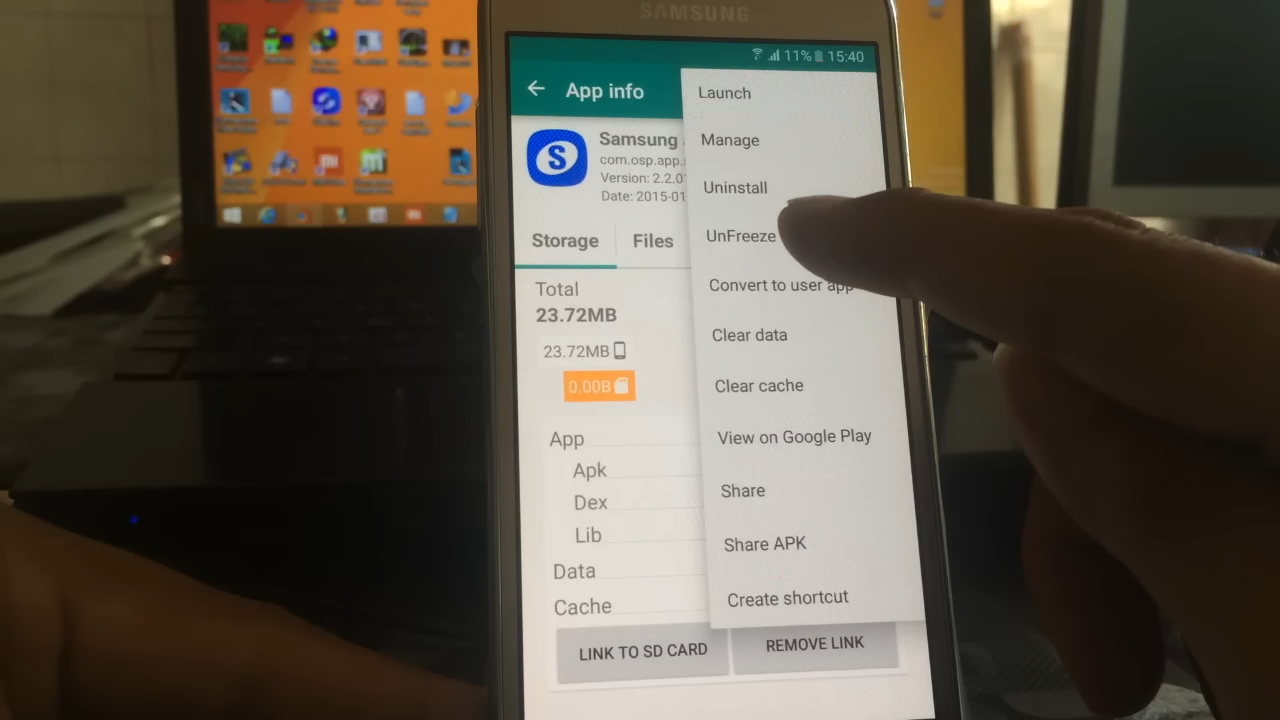 SAMSUNG
11% 15:40
App info
Samsung
com.osp.app.s
Version: 2.2.0
Date: 2015-01
Storage Files
Total
23.72MB
23.72MB
0.00B
App
Apk
Dex
Lib
Data
Cache
LINK TO SD CARD REMOVE LINK
Launch
Manage
Uninstall
UnFreeze
Convert to user app
Clear data
Clear cache
View on Google Play
Share
Share APK
Create shortcut
S
mi